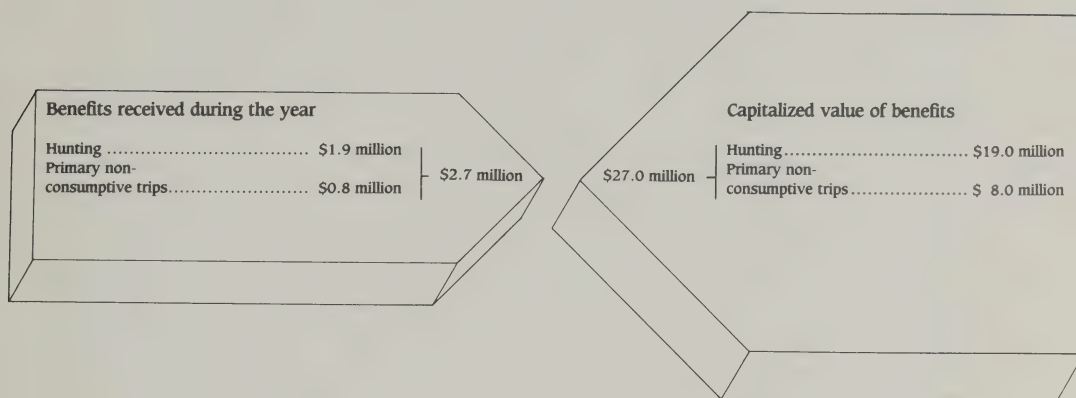 Benefits received during the year
Hunting .................................. $1.9 million
Primary non-
consumptive trips....................... $0.8 million
$2.7 million
Capitalized value of benefits
$27.0 million
Hunting.............................. $19.0 million
Primary non-
consumptive trips...................... $ 8.0 million